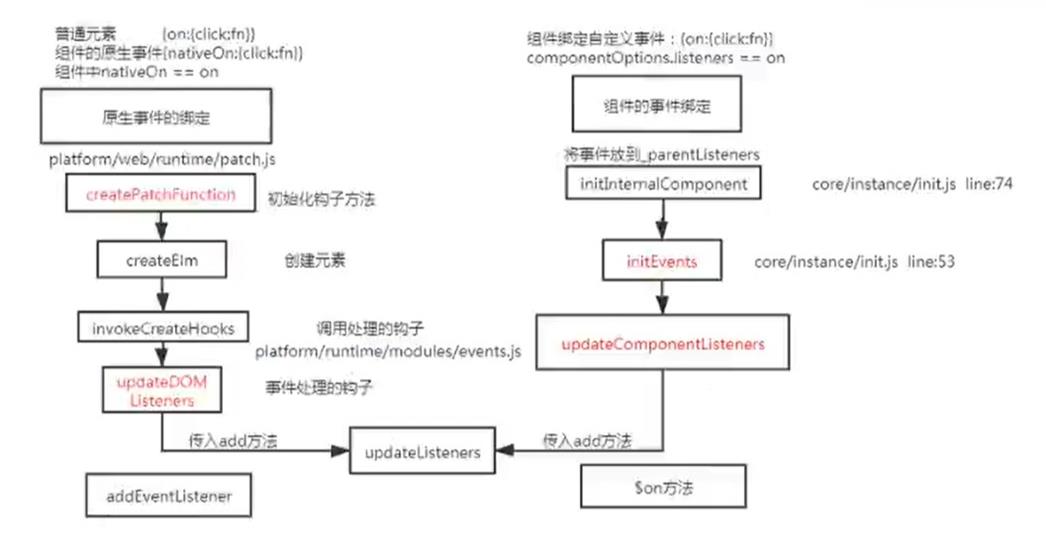 普通元素 {on:{click:fn}}
组件的原生事件{nativeOn:{click:fn}}
组件中nativeOn == on
原生事件的绑定
platform/web/runtime/patch.js
createPatchFunction
初始化钩子方法
createElm
创建元素
invokeCreateHooks
调用处理的钩子
platform/runtime/modules/events.js
updateDOM
Listeners
事件处理的钩子
传入add方法
updateListeners
addEventListener
组件绑定自定义事件：{on:{click:fn}}
componentOptions.listeners == on
组件的事件绑定
将事件放到_parentListeners
initInternalComponent
core/instance/init.js line:74
initEvents
core/instance/init.js line:53
updateComponentListeners
传入add方法
$on方法